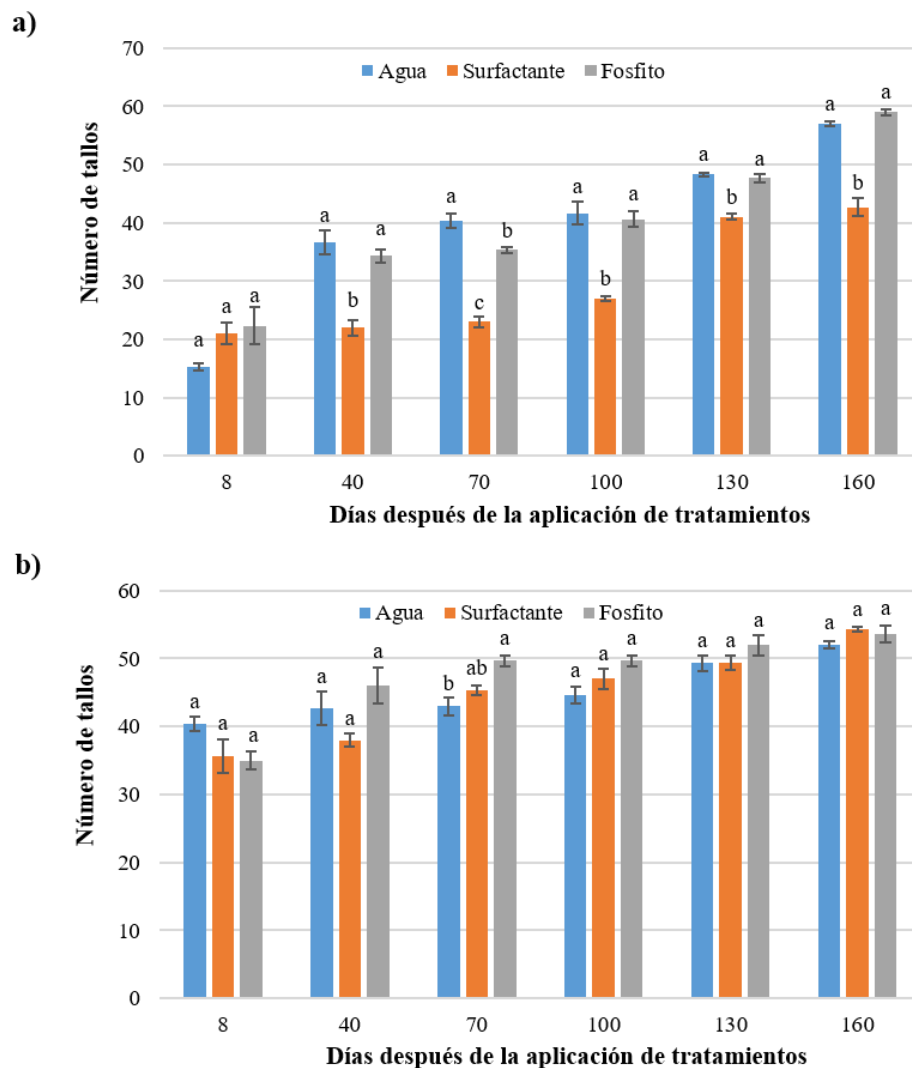 a)
70
60
50
40
30
20
10
0
Número de tallos
Agua Surfactante Fosfito
a a a
a b a
a c b
a b a
a b a
a b a
8 40 70 100 130 160
Días después de la aplicación de tratamientos
b)
60
50
40
30
20
10
0
Número de tallos
Agua Surfactante Fosfito
a a a
a a a
b ab a
a a a
a a a
a a a
8 40 70 100 130 160
Días después de la aplicación de tratamientos